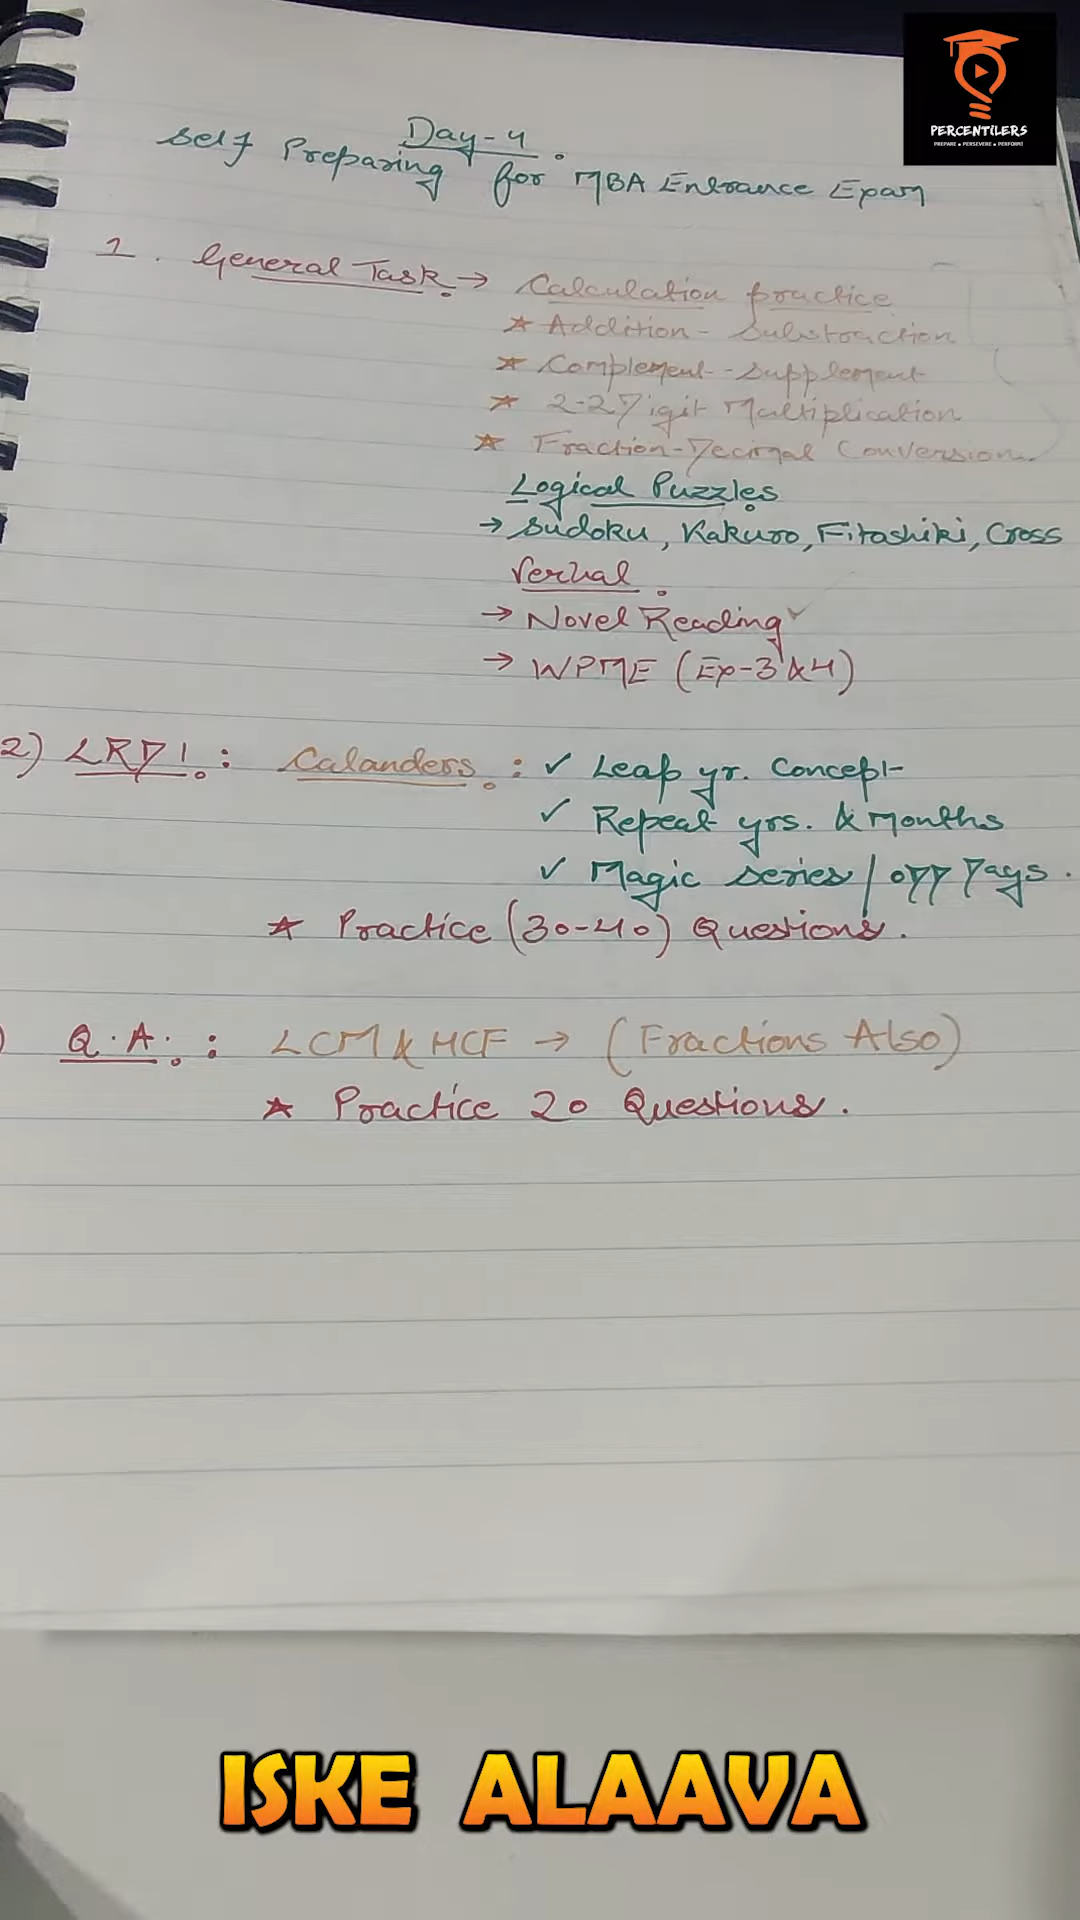 PERCENTILERS
PREPARE • PERSEVERE • PERFORM!
Day-4
Self Preparing for MBA Entrance Exam
1. General Task → Calculation practice
* Addition - Substraction
* Complement - Supplement
* 2-2 Digit Multiplication
* Fraction-Decimal Conversion
Logical Puzzles
→ Sudoku, Kakuro, Fitoshiki, Cross
Verbal
→ Novel Reading
→ WPME (Ex-3 & 4)
2) LRDI : Calanders : ✓ Leap yr. Concept
✓ Repeat yrs. & Months
✓ Magic series / ODD Days.
* Practice (30-40) Questions.
) Q.A. : LCM & HCF → (Fractions Also)
* Practice 20 Questions.
ISKE ALAAVA